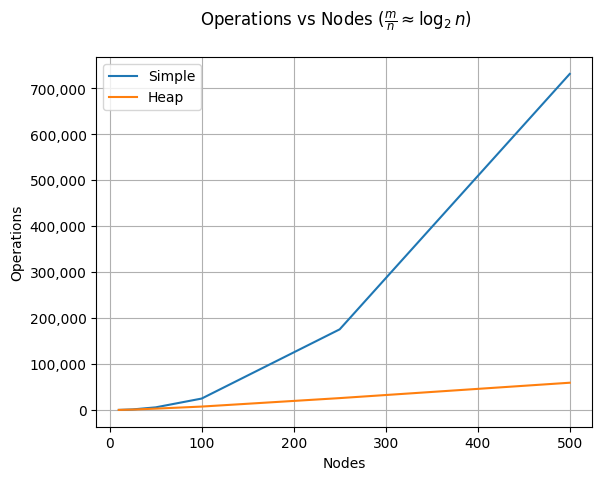 Operations vs Nodes (m/n ≈ log₂ n)
Simple
Heap
700,000
600,000
500,000
400,000
300,000
200,000
100,000
0
Operations
0 100 200 300 400 500
Nodes